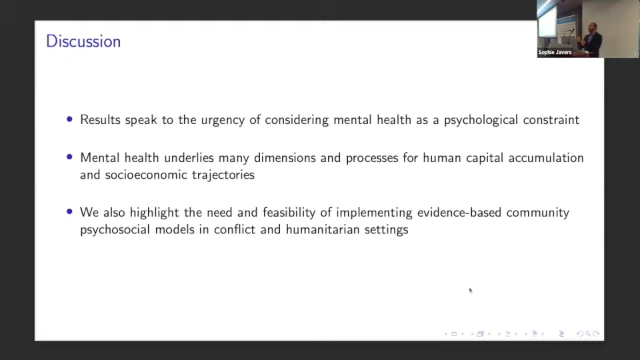 Discussion
Sophie Javers
Results speak to the urgency of considering mental health as a psychological constraint
Mental health underlies many dimensions and processes for human capital accumulation
and socioeconomic trajectories
We also highlight the need and feasibility of implementing evidence-based community
psychosocial models in conflict and humanitarian settings